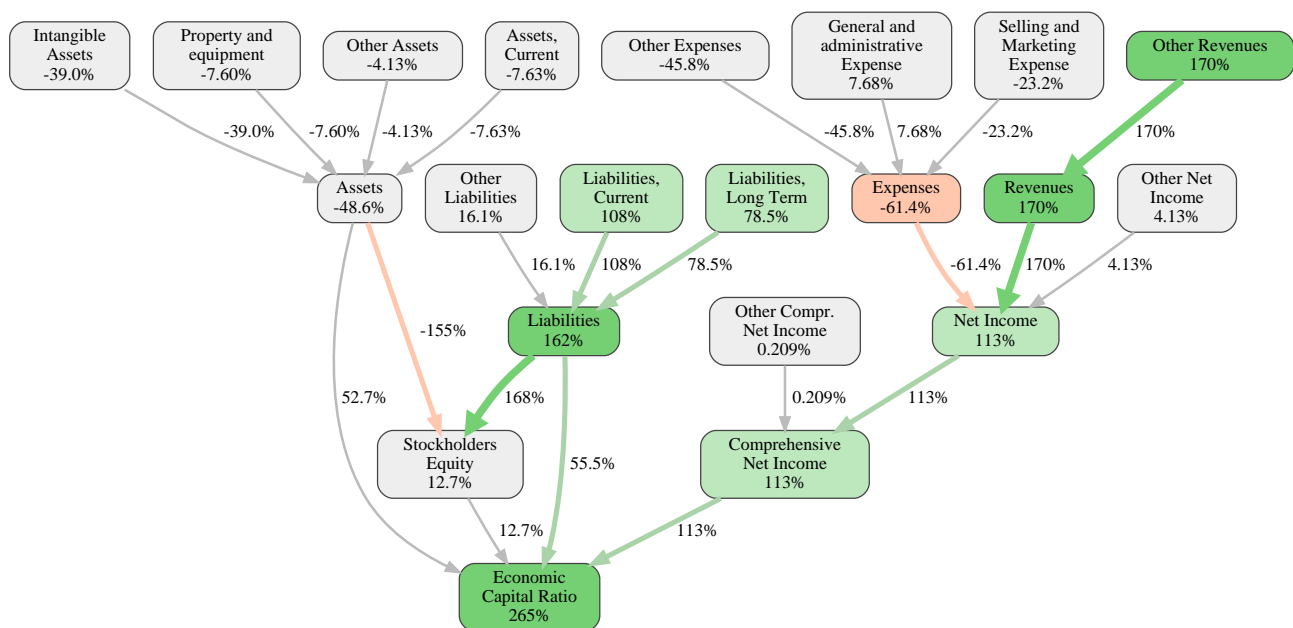 Intangible
Assets
-39.0%
Property and
equipment
-7.60%
Other Assets
-4.13%
Assets,
Current
-7.63%
Other Expenses
-45.8%
General and
administrative
Expense
7.68%
Selling and
Marketing
Expense
-23.2%
Other Revenues
170%
-39.0%
-7.60%
-4.13%
-7.63%
-45.8%
7.68%
-23.2%
170%
Assets
-48.6%
Other
Liabilities
16.1%
Liabilities,
Current
108%
Liabilities,
Long Term
78.5%
Expenses
-61.4%
Revenues
170%
Other Net
Income
4.13%
16.1%
108%
78.5%
-61.4%
170%
4.13%
-155%
Liabilities
162%
Other Compr.
Net Income
0.209%
Net Income
113%
52.7%
168%
0.209%
113%
Stockholders
Equity
12.7%
55.5%
Comprehensive
Net Income
113%
12.7%
113%
Economic
Capital Ratio
265%